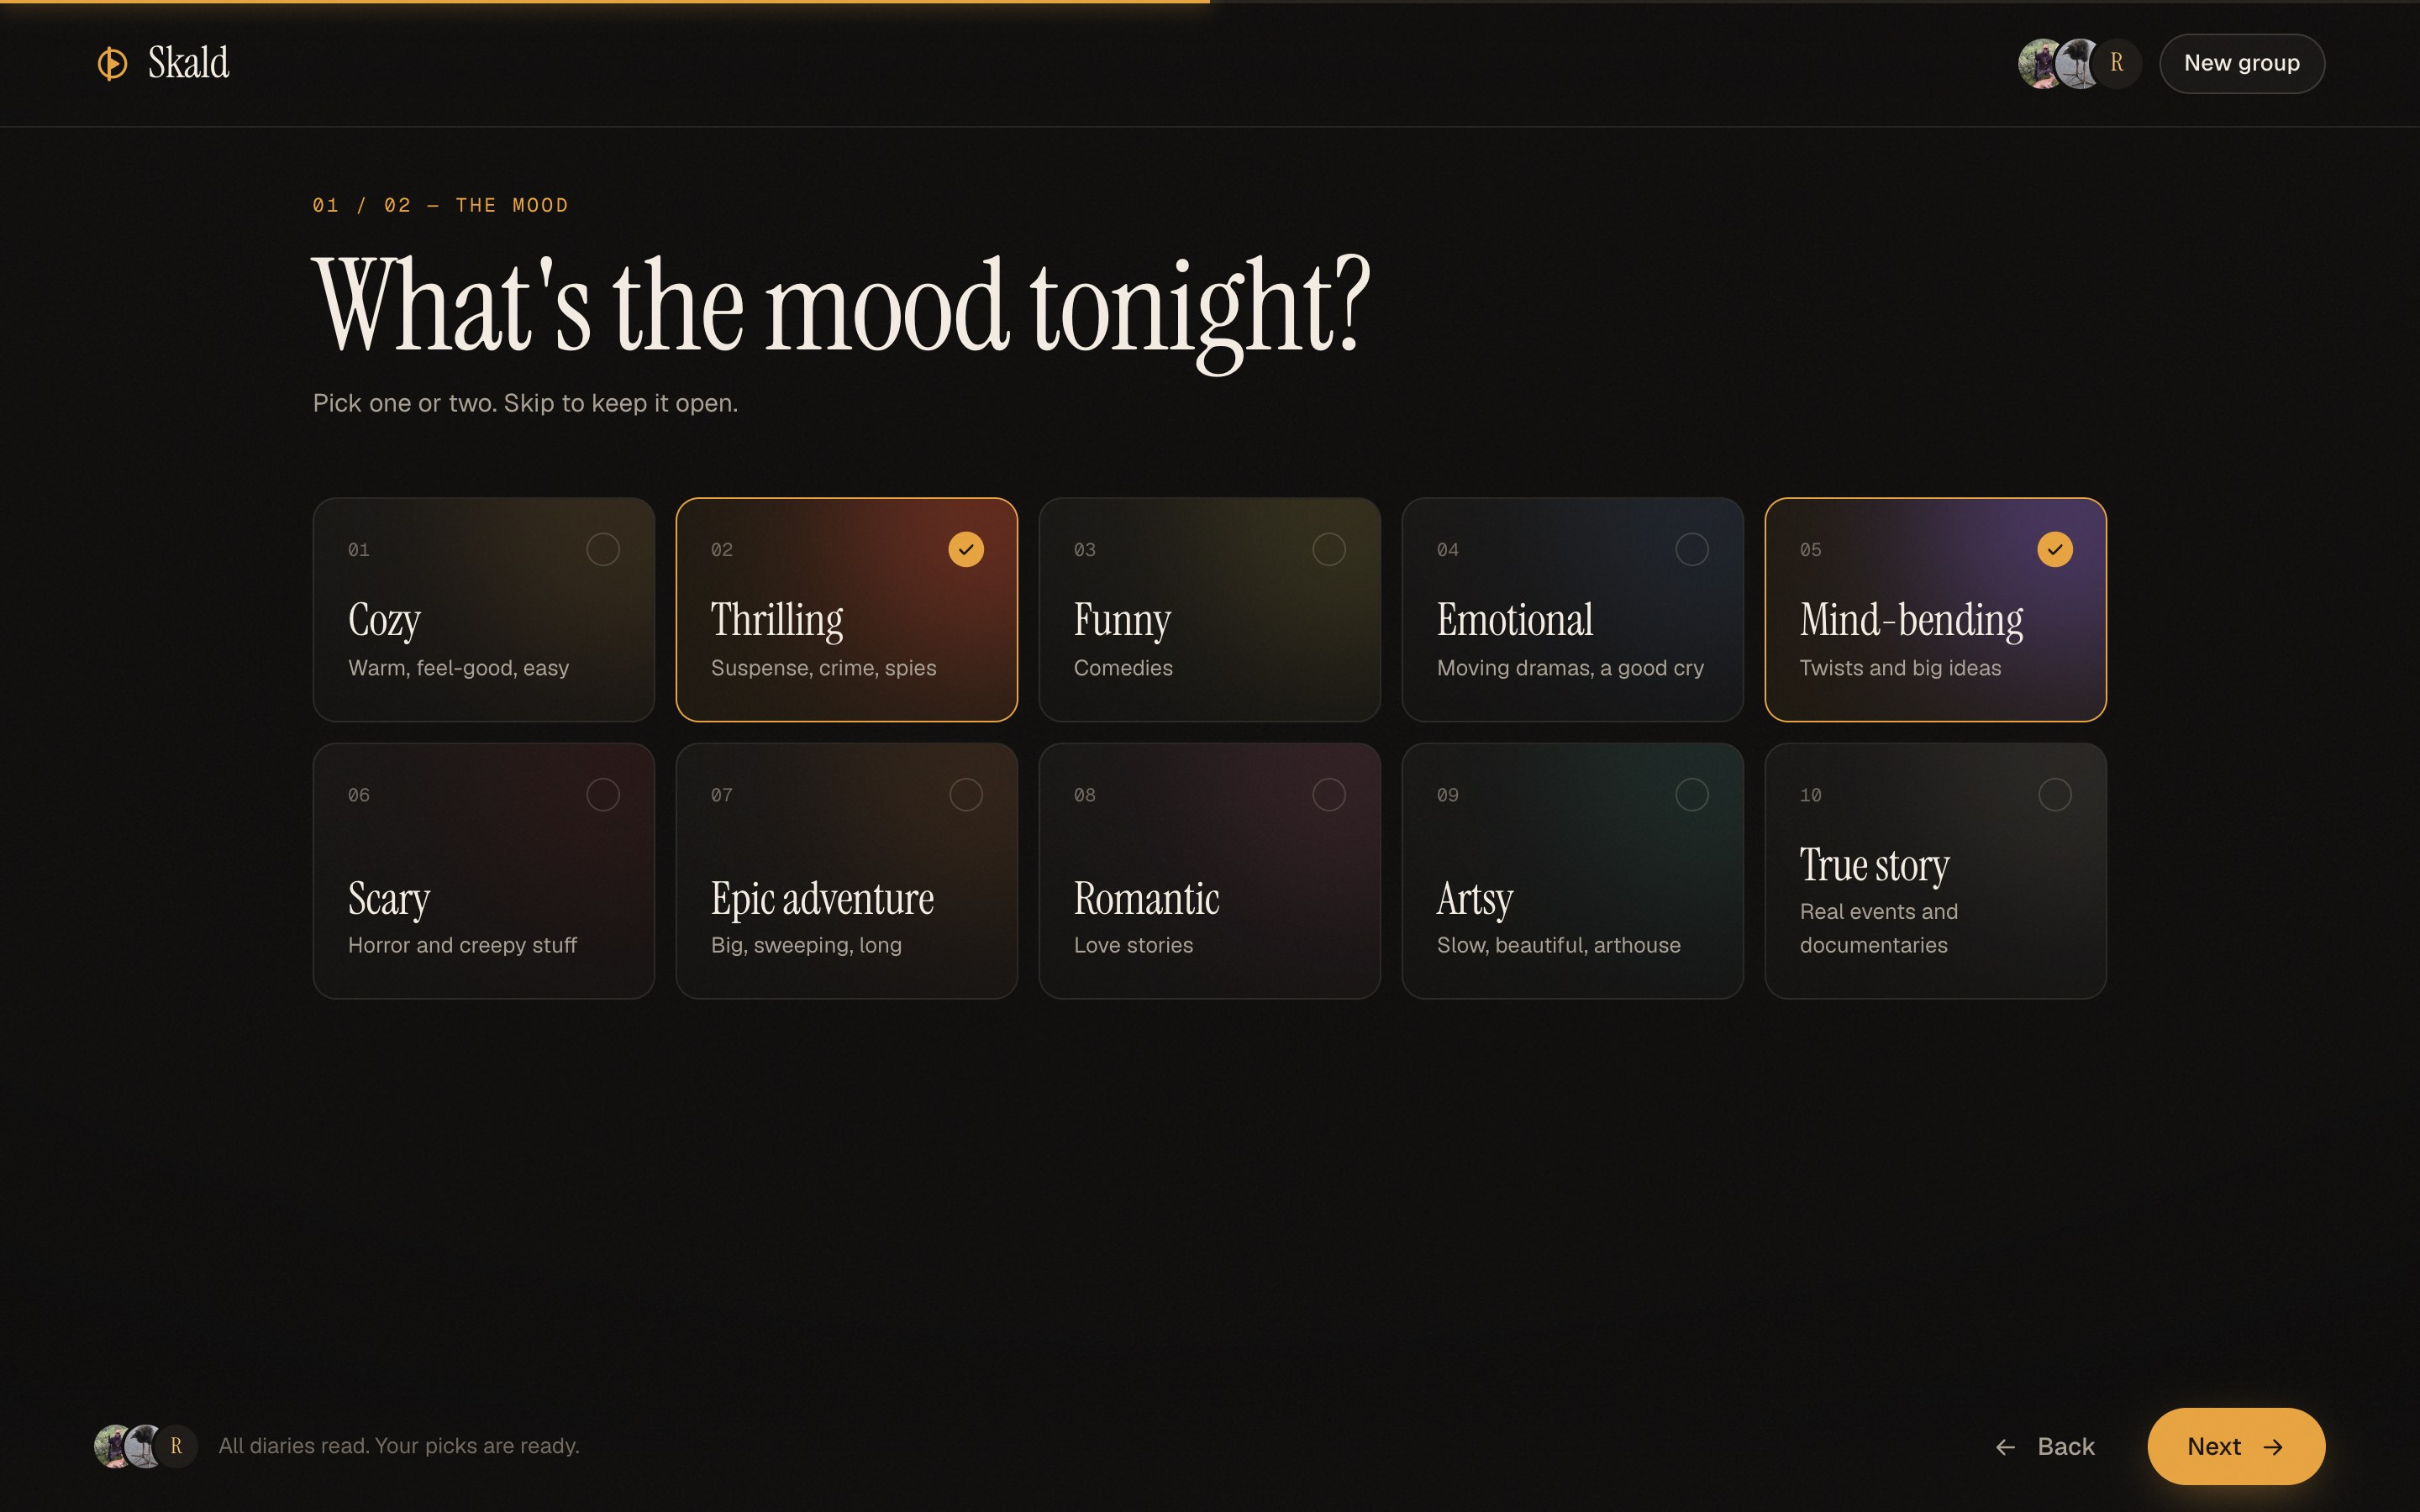 Skald
R
New group
01 / 02 — THE MOOD
What's the mood tonight?
Pick one or two. Skip to keep it open.
01
Cozy
Warm, feel-good, easy
02
Thrilling
Suspense, crime, spies
03
Funny
Comedies
04
Emotional
Moving dramas, a good cry
05
Mind-bending
Twists and big ideas
06
Scary
Horror and creepy stuff
07
Epic adventure
Big, sweeping, long
08
Romantic
Love stories
09
Artsy
Slow, beautiful, arthouse
10
True story
Real events and
documentaries
R
All diaries read. Your picks are ready.
Back
Next